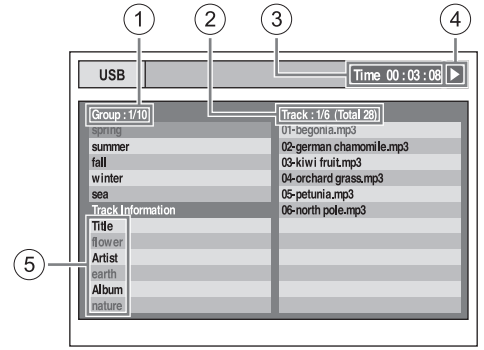 1 2 3 4
USB Time 00 : 03 : 08
Group : 1/10 Track : 1/6 (Total 28)
spring 01-begonia.mp3
summer 02-german chamomile.mp3
fall 03-kiwi fruit.mp3
winter 04-orchard grass.mp3
sea 05-petunia.mp3
Track Information 06-north pole.mp3
Title
flower
5 Artist
earth
Album
nature